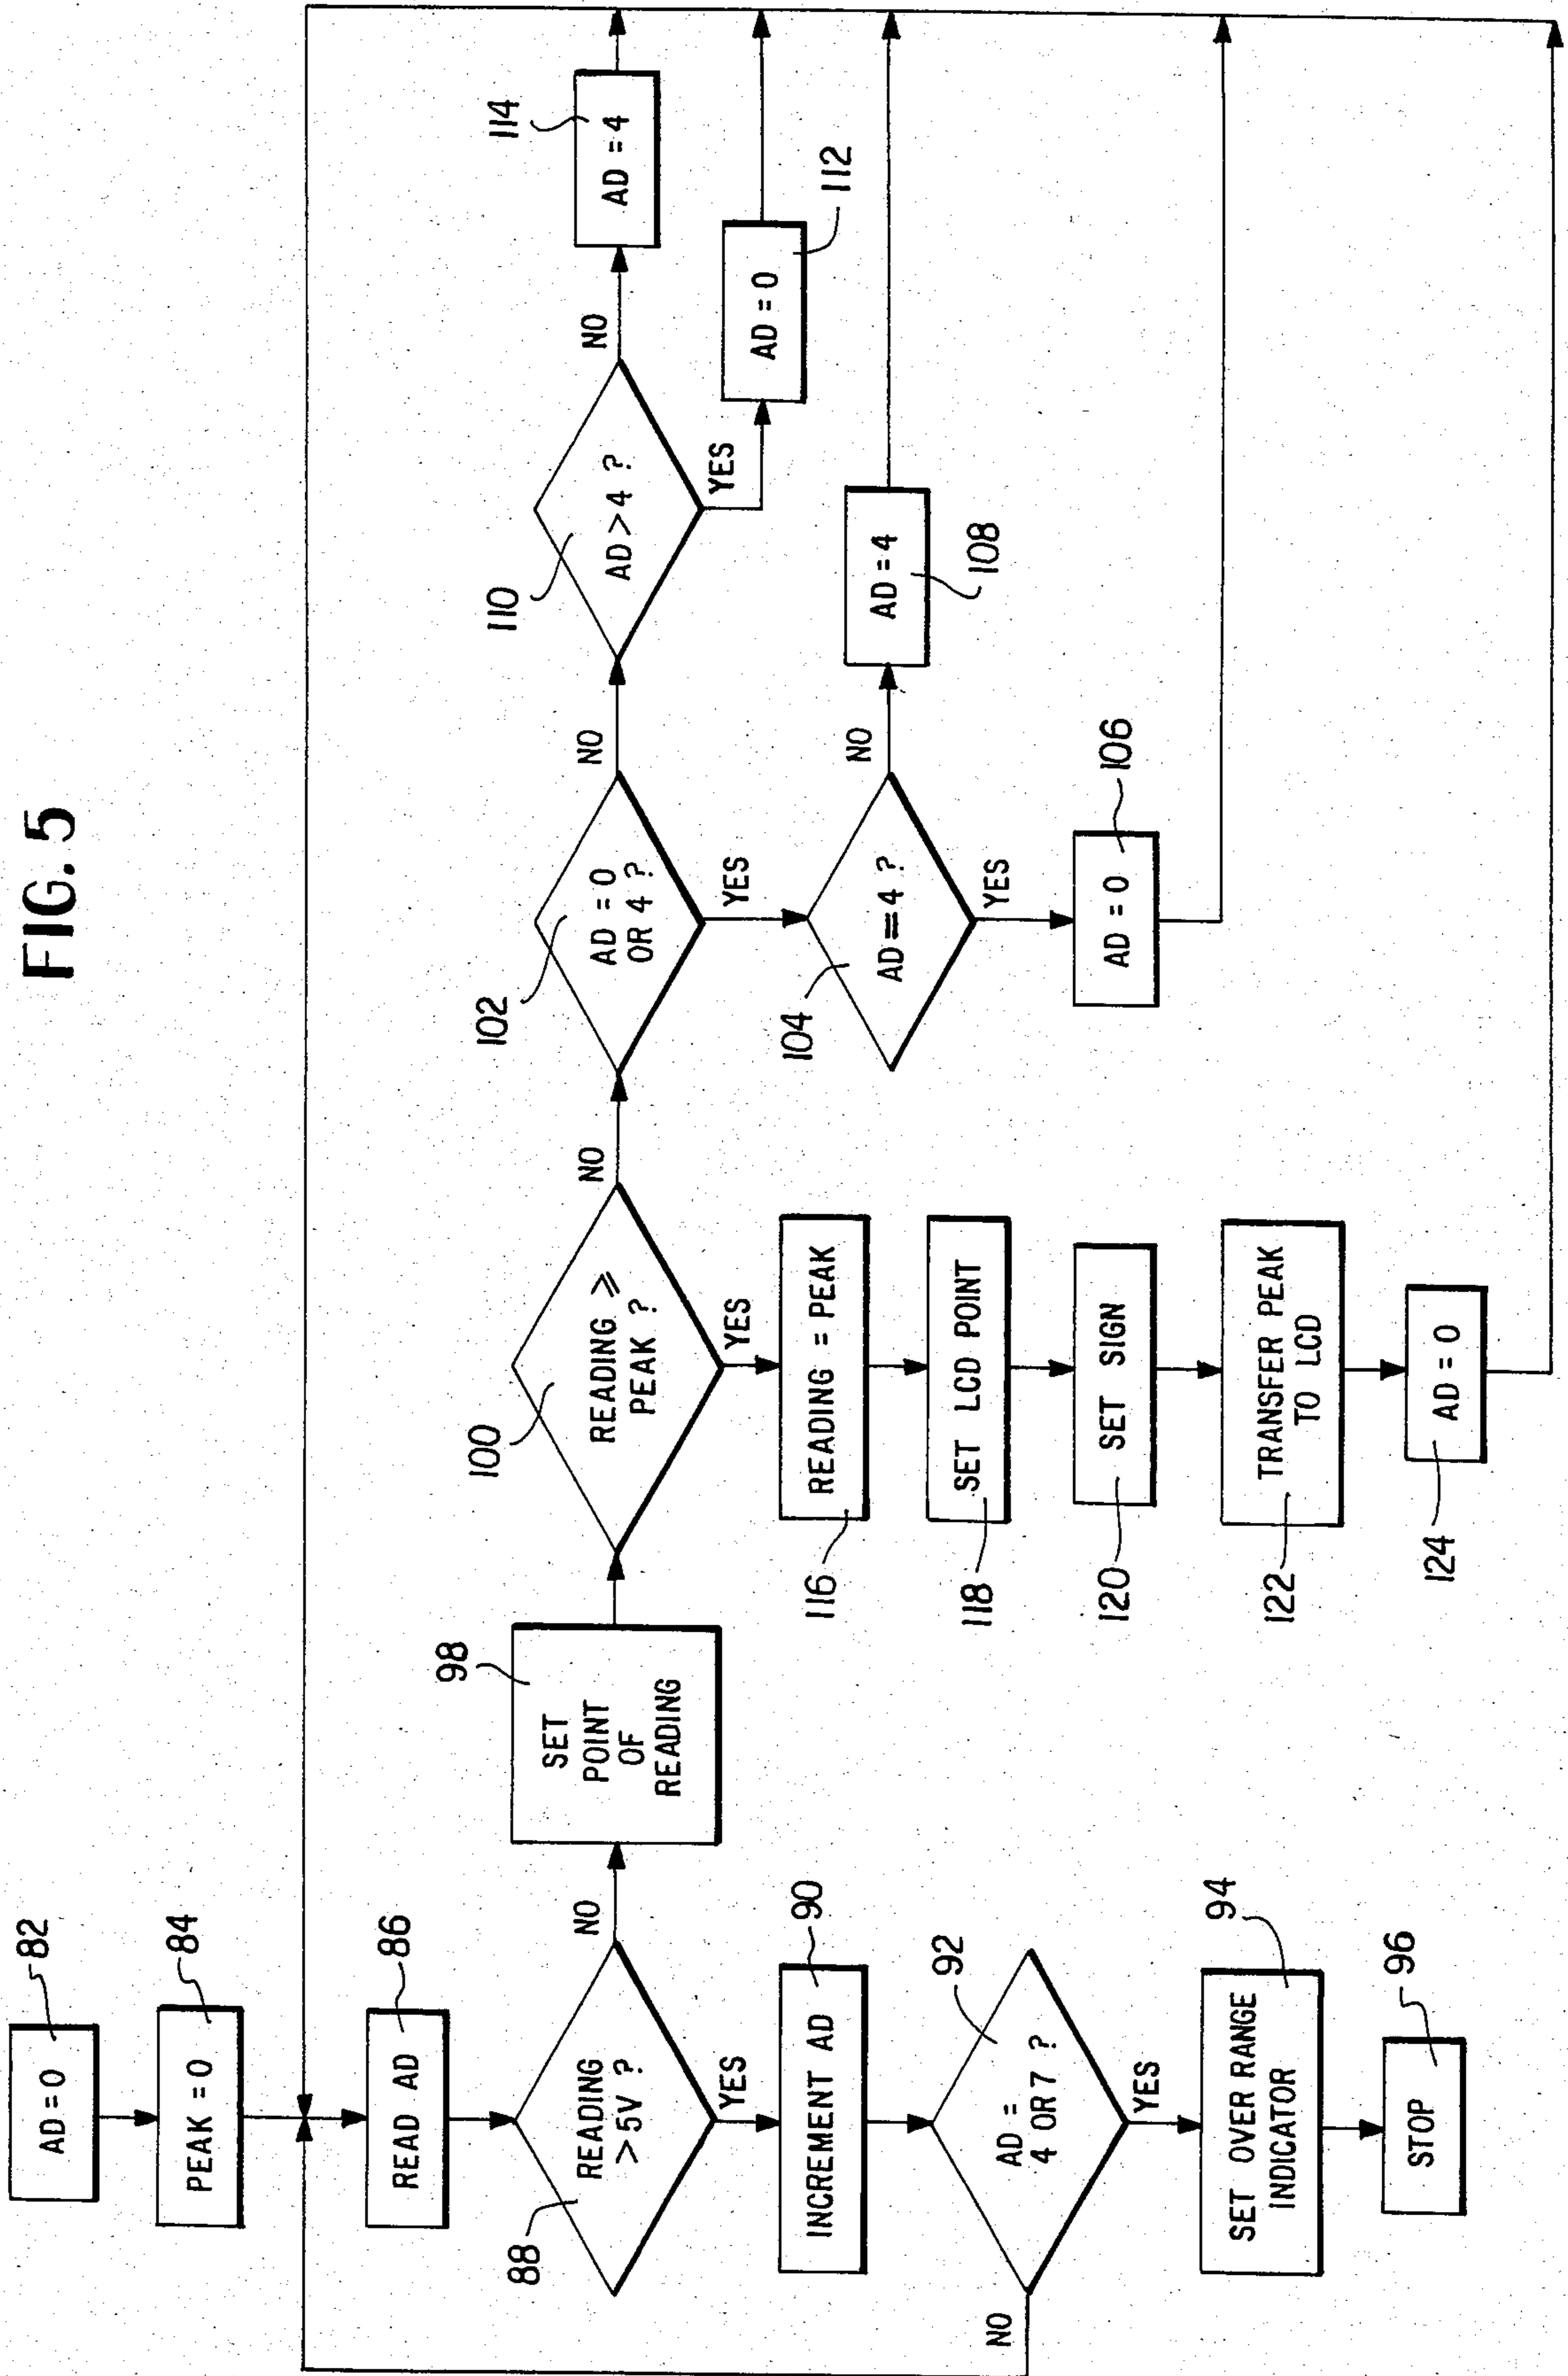 FIG. 5
AD = 0
82
PEAK = 0
84
READ AD
86
READING
> 5V ?
88
NO
YES
INCREMENT AD
90
AD =
4 OR 7 ?
92
NO
YES
SET OVER RANGE
INDICATOR
94
STOP
96
SET
POINT
OF
READING
98
READING ≥
PEAK ?
100
NO
YES
READING = PEAK
116
SET LCD POINT
118
SET SIGN
120
TRANSFER PEAK
TO LCD
122
AD = 0
124
AD = 0
OR 4 ?
102
NO
YES
AD = 4 ?
104
NO
YES
AD = 0
106
AD = 4
108
AD > 4 ?
110
NO
YES
AD = 0
112
AD = 4
114